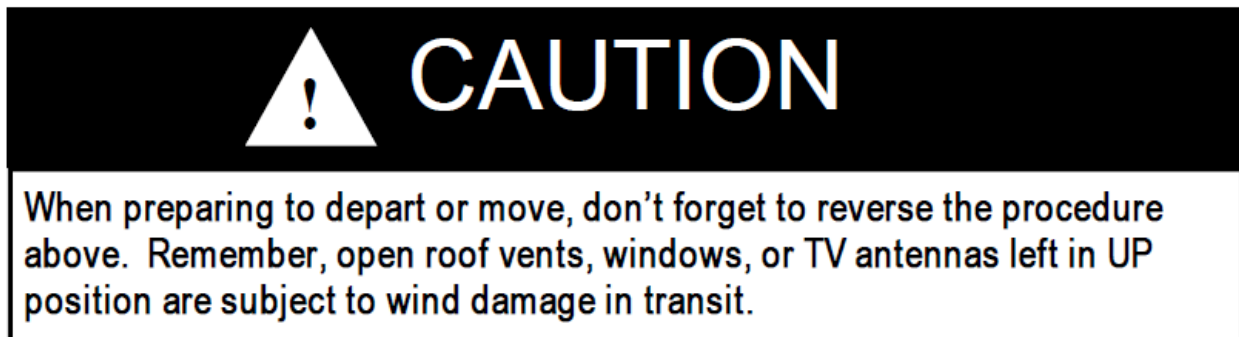 ! CAUTION
When preparing to depart or move, don't forget to reverse the procedure
above.  Remember, open roof vents, windows, or TV antennas left in UP
position are subject to wind damage in transit.